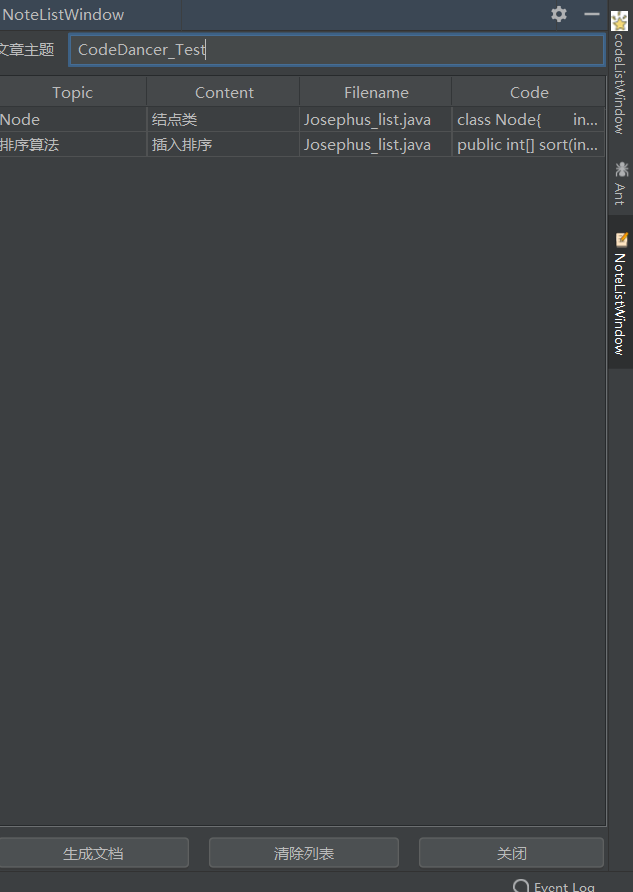 NoteListWindow
文章主题 CodeDancer_Test
Topic Content Filename Code
Node 结点类 Josephus_list.java class Node{ in...
排序算法 插入排序 Josephus_list.java public int[] sort(in...
生成文档 清除列表 关闭
codeListWindow
Ant
NoteListWindow
Event Log